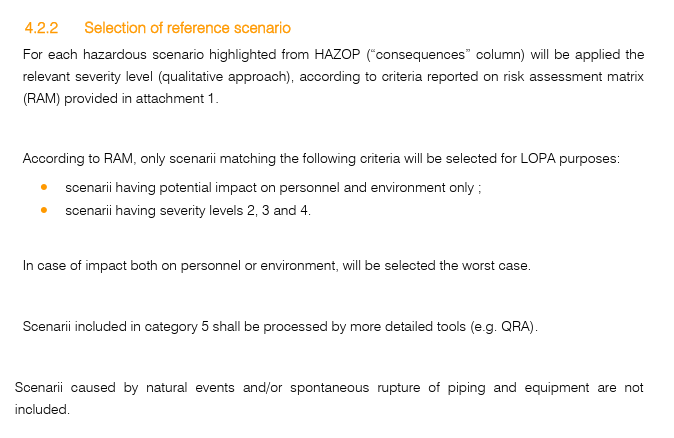 4.2.2 Selection of reference scenario
For each hazardous scenario highlighted from HAZOP (“consequences” column) will be applied the
relevant severity level (qualitative approach), according to criteria reported on risk assessment matrix
(RAM) provided in attachment 1.
According to RAM, only scenarii matching the following criteria will be selected for LOPA purposes:
• scenarii having potential impact on personnel and environment only ;
• scenarii having severity levels 2, 3 and 4.
In case of impact both on personnel or environment, will be selected the worst case.
Scenarii included in category 5 shall be processed by more detailed tools (e.g. QRA).
Scenarii caused by natural events and/or spontaneous rupture of piping and equipment are not
included.